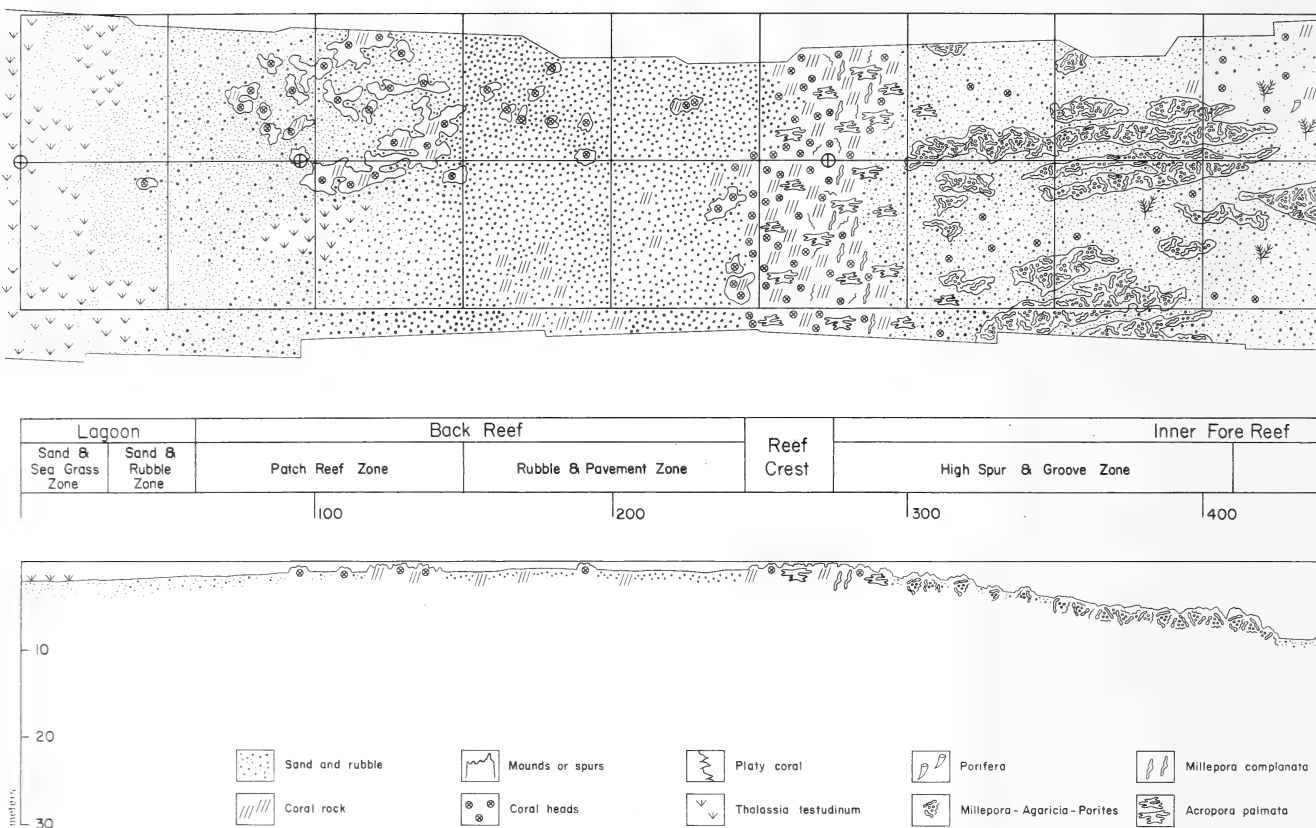 Lagoon
Back Reef
Reef Crest
Inner Fore Reef
Sand & Sea Grass Zone
Sand & Rubble Zone
Patch Reef Zone
Rubble & Pavement Zone
High Spur & Groove Zone
100
200
300
400
10
20
30
meters
Sand and rubble
Mounds or spurs
Platy coral
Porifera
Millepora complanata
Coral rock
Coral heads
Thalassia testudinum
Millepora - Agaricia - Porites
Acropora palmata